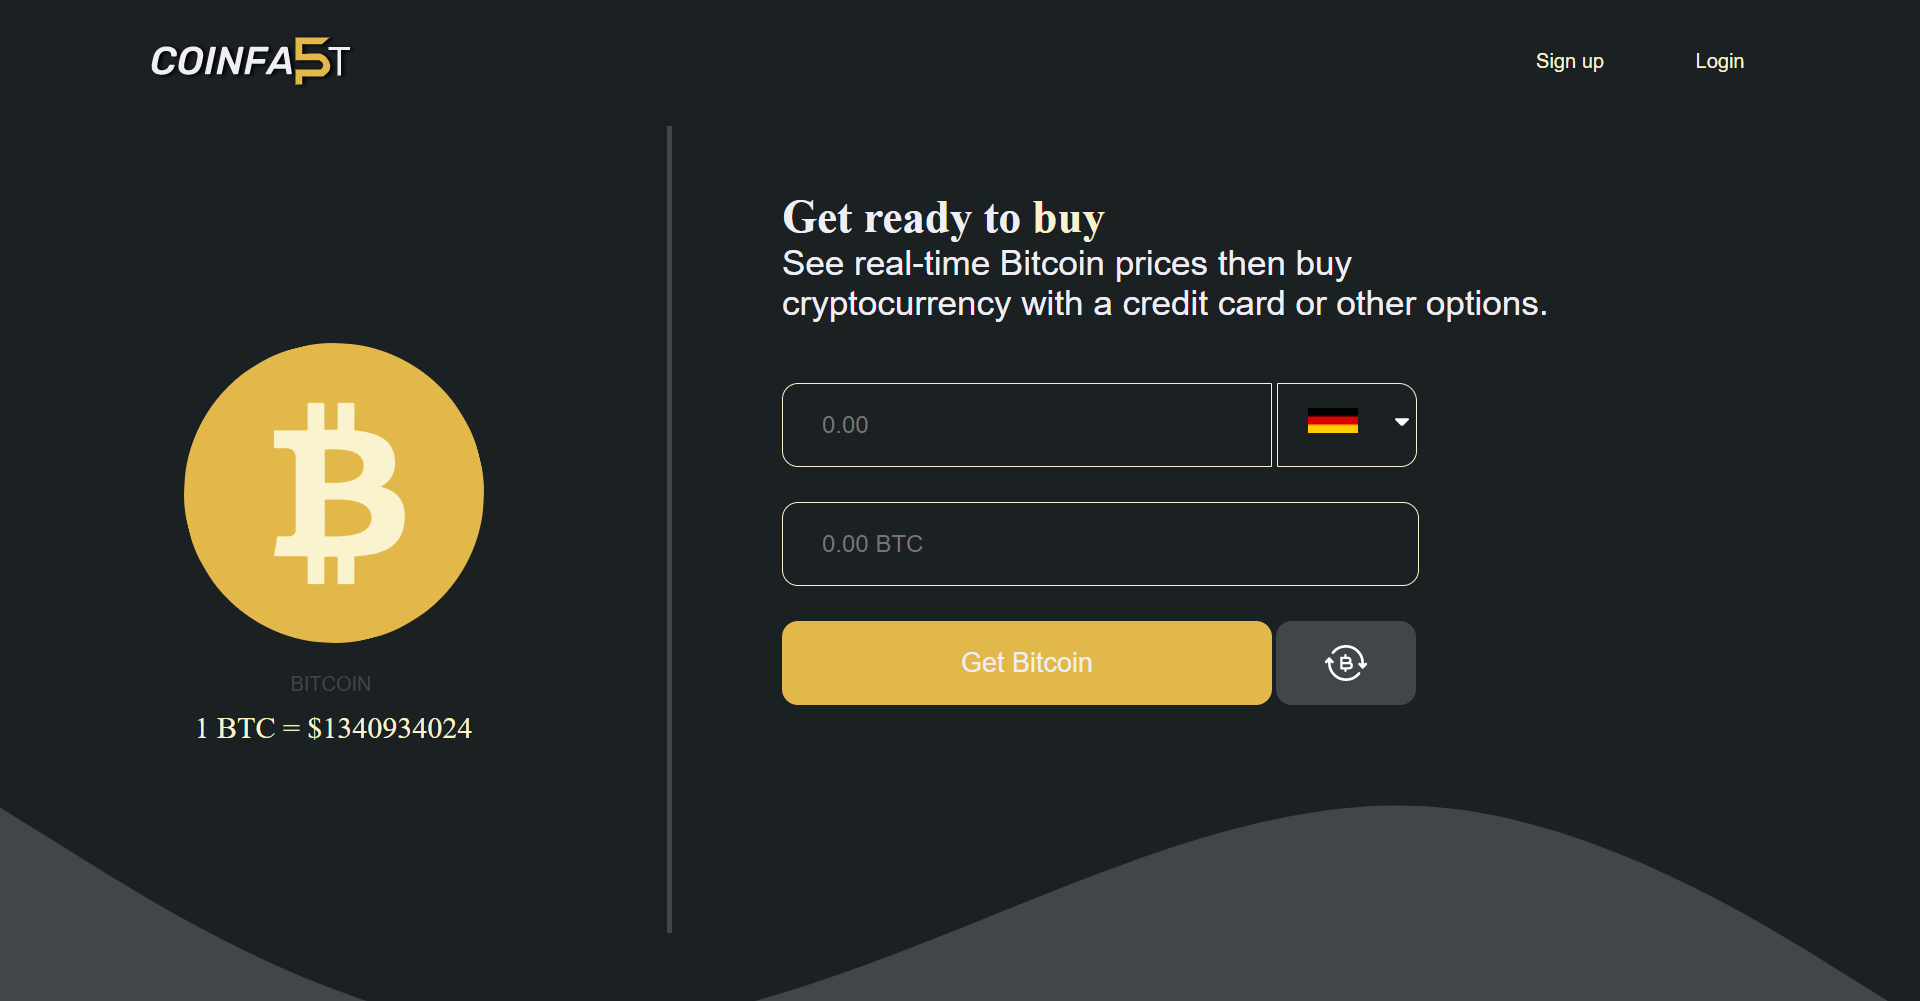 COINFA5T
Sign up
Login
Get ready to buy
See real-time Bitcoin prices then buy
cryptocurrency with a credit card or other options.
0.00
0.00 BTC
Get Bitcoin
BITCOIN
1 BTC = $1340934024